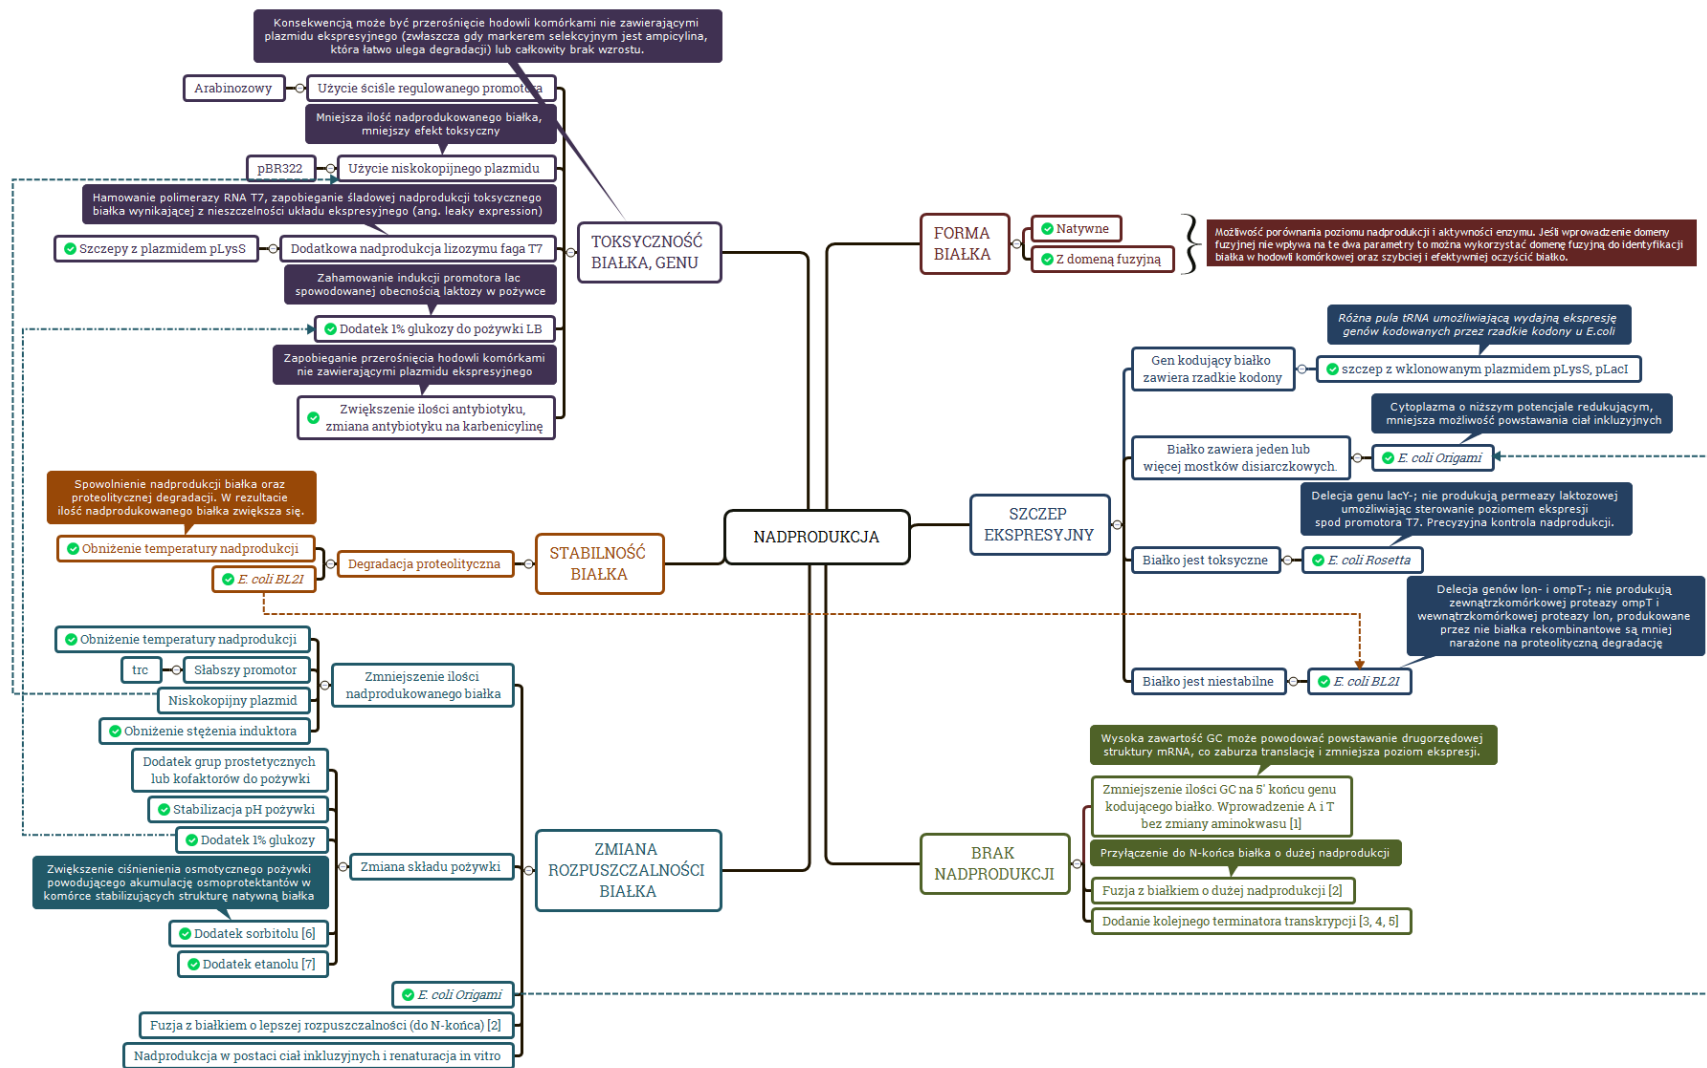 Konsekwencją może być przerośnięcie hodowli komórkami nie zawierającymi
plazmidu ekspresyjnego (zwłaszcza gdy markerem selekcyjnym jest ampicylina,
która łatwo ulega degradacji) lub całkowity brak wzrostu.
Arabinozowy
Użycie ściśle regulowanego promotora
Mniejsza ilość nadprodukowanego białka,
mniejszy efekt toksyczny
pBR322
Użycie niskokopijnego plazmidu
Hamowanie polimerazy RNA T7, zapobieganie śladowej nadprodukcji toksycznego
białka wynikającej z nieszczelności układu ekspresyjnego (ang. leaky expression)
Szczepy z plazmidem pLysS
Dodatkowa nadprodukcja lizozymu faga T7
TOKSYCZNOŚĆ
BIAŁKA, GENU
Zahamowanie indukcji promotora lac
spowodowanej obecnością laktozy w pożywce
Dodatek 1% glukozy do pożywki LB
Zapobieganie przerośnięcia hodowli komórkami
nie zawierającymi plazmidu ekspresyjnego
Zwiększenie ilości antybiotyku,
zmiana antybiotyku na karbenicylinę
Spowolnienie nadprodukcji białka oraz
proteolitycznej degradacji. W rezultacie
ilość nadprodukowanego białka zwiększa się.
Obniżenie temperatury nadprodukcji
E. coli BL21
Degradacja proteolityczna
STABILNOŚĆ
BIAŁKA
NADPRODUKCJA
Obniżenie temperatury nadprodukcji
trc
Słabszy promotor
Niskokopijny plazmid
Obniżenie stężenia induktora
Zmniejszenie ilości
nadprodukowanego białka
Dodatek grup prostetycznych
lub kofaktorów do pożywki
Stabilizacja pH pożywki
Dodatek 1% glukozy
Zwiększenie ciśnienienia osmotycznego pożywki
powodującego akumulację osmoprotektantów w
komórce stabilizujących strukturę natywną białka
Dodatek sorbitolu [6]
Dodatek etanolu [7]
Zmiana składu pożywki
ZMIANA
ROZPUSZCZALNOŚCI
BIAŁKA
E. coli Origami
Fuzja z białkiem o lepszej rozpuszczalności (do N-końca) [2]
Nadprodukcja w postaci ciał inkluzyjnych i renaturacja in vitro
FORMA
BIAŁKA
Natywne
Z domeną fuzyjną
Możliwość porównania poziomu nadprodukcji i aktywności enzymu. Jeśli wprowadzenie domeny
fuzyjnej nie wpływa na te dwa parametry to można wykorzystać domenę fuzyjną do identyfikacji
białka w hodowli komórkowej oraz szybciej i efektywniej oczyścić białko.
SZCZEP
EKSPRESYJNY
Różna pula tRNA umożliwiającą wydajną ekspresję
genów kodowanych przez rzadkie kodony u E.coli
Gen kodujący białko
zawiera rzadkie kodony
szczep z wklonowanym plazmidem pLysS, pLacI
Cytoplazma o niższym potencjale redukującym,
mniejsza możliwość powstawania ciał inkluzyjnych
Białko zawiera jeden lub
więcej mostków disiarczkowych.
E. coli Origami
Delecja genu lacY-; nie produkują permeazy laktozowej
umożliwiając sterowanie poziomem ekspresji
spod promotora T7. Precyzyjna kontrola nadprodukcji.
Białko jest toksyczne
E. coli Rosetta
Delecja genów lon- i ompT-; nie produkują
zewnątrzkomórkowej proteazy ompT i
wewnątrzkomórkowej proteazy lon, produkowane
przez nie białka rekombinantowe są mniej
narażone na proteolityczną degradację
Białko jest niestabilne
E. coli BL21
Wysoka zawartość GC może powodować powstawanie drugorzędowej
struktury mRNA, co zaburza translację i zmniejsza poziom ekspresji.
Zmniejszenie ilości GC na 5' końcu genu
kodującego białko. Wprowadzenie A i T
bez zmiany aminokwasu [1]
Przyłączenie do N-końca białka o dużej nadprodukcji
BRAK
NADPRODUKCJI
Fuzja z białkiem o dużej nadprodukcji [2]
Dodanie kolejnego terminatora transkrypcji [3, 4, 5]